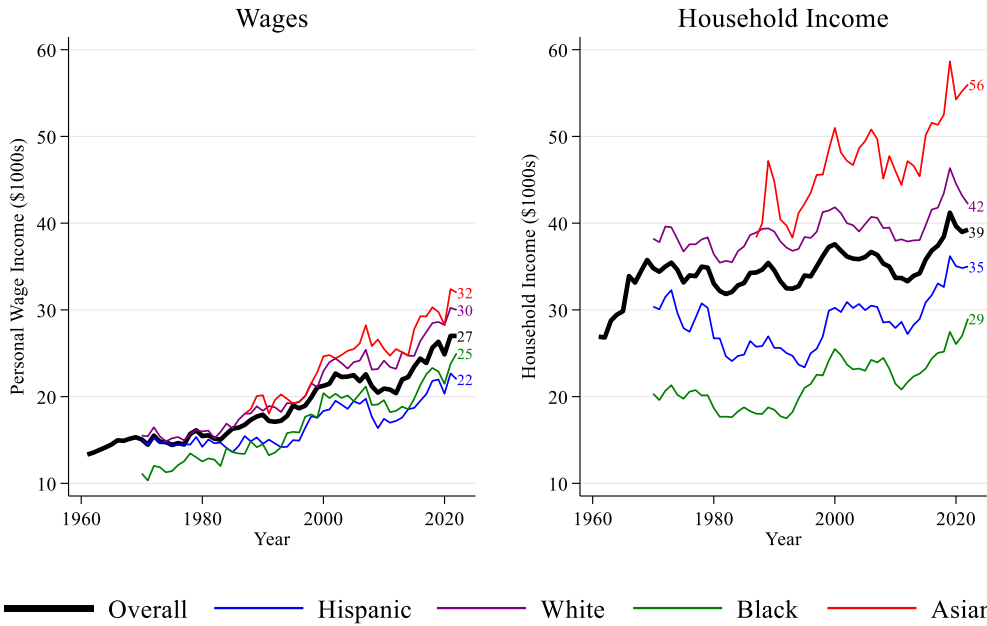 Wages
Personal Wage Income ($1000s)
60
50
40
30
20
10
32
30
27
25
22
1960 1980 2000 2020
Year
Household Income
Household Income ($1000s)
60
50
40
30
20
10
56
42
39
35
29
1960 1980 2000 2020
Year
Overall Hispanic White Black Asian